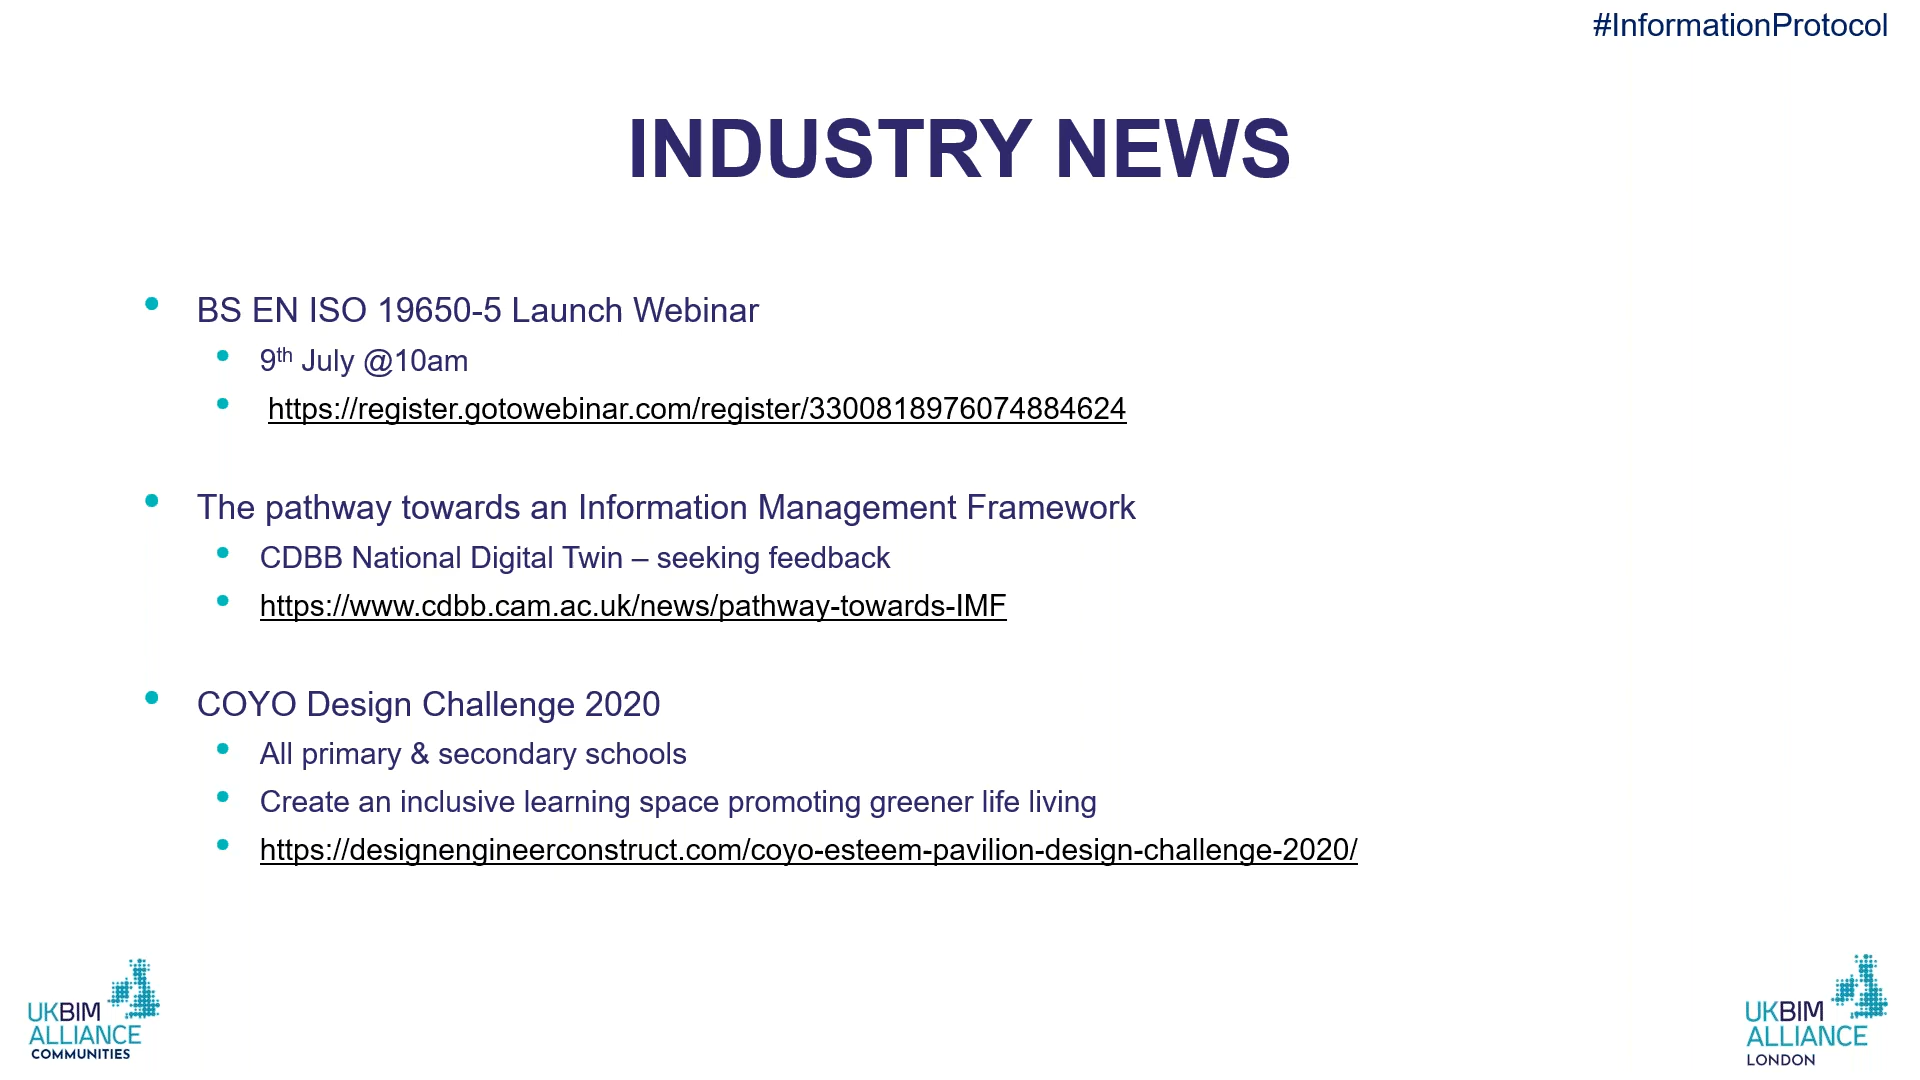 #InformationProtocol
INDUSTRY NEWS
• BS EN ISO 19650-5 Launch Webinar
• 9th July @10am
• https://register.gotowebinar.com/register/3300818976074884624
• The pathway towards an Information Management Framework
• CDBB National Digital Twin – seeking feedback
• https://www.cdbb.cam.ac.uk/news/pathway-towards-IMF
• COYO Design Challenge 2020
• All primary & secondary schools
• Create an inclusive learning space promoting greener life living
• https://designengineerconstruct.com/coyo-esteem-pavilion-design-challenge-2020/
UKBIM
ALLIANCE
COMMUNITIES
UKBIM
ALLIANCE
LONDON